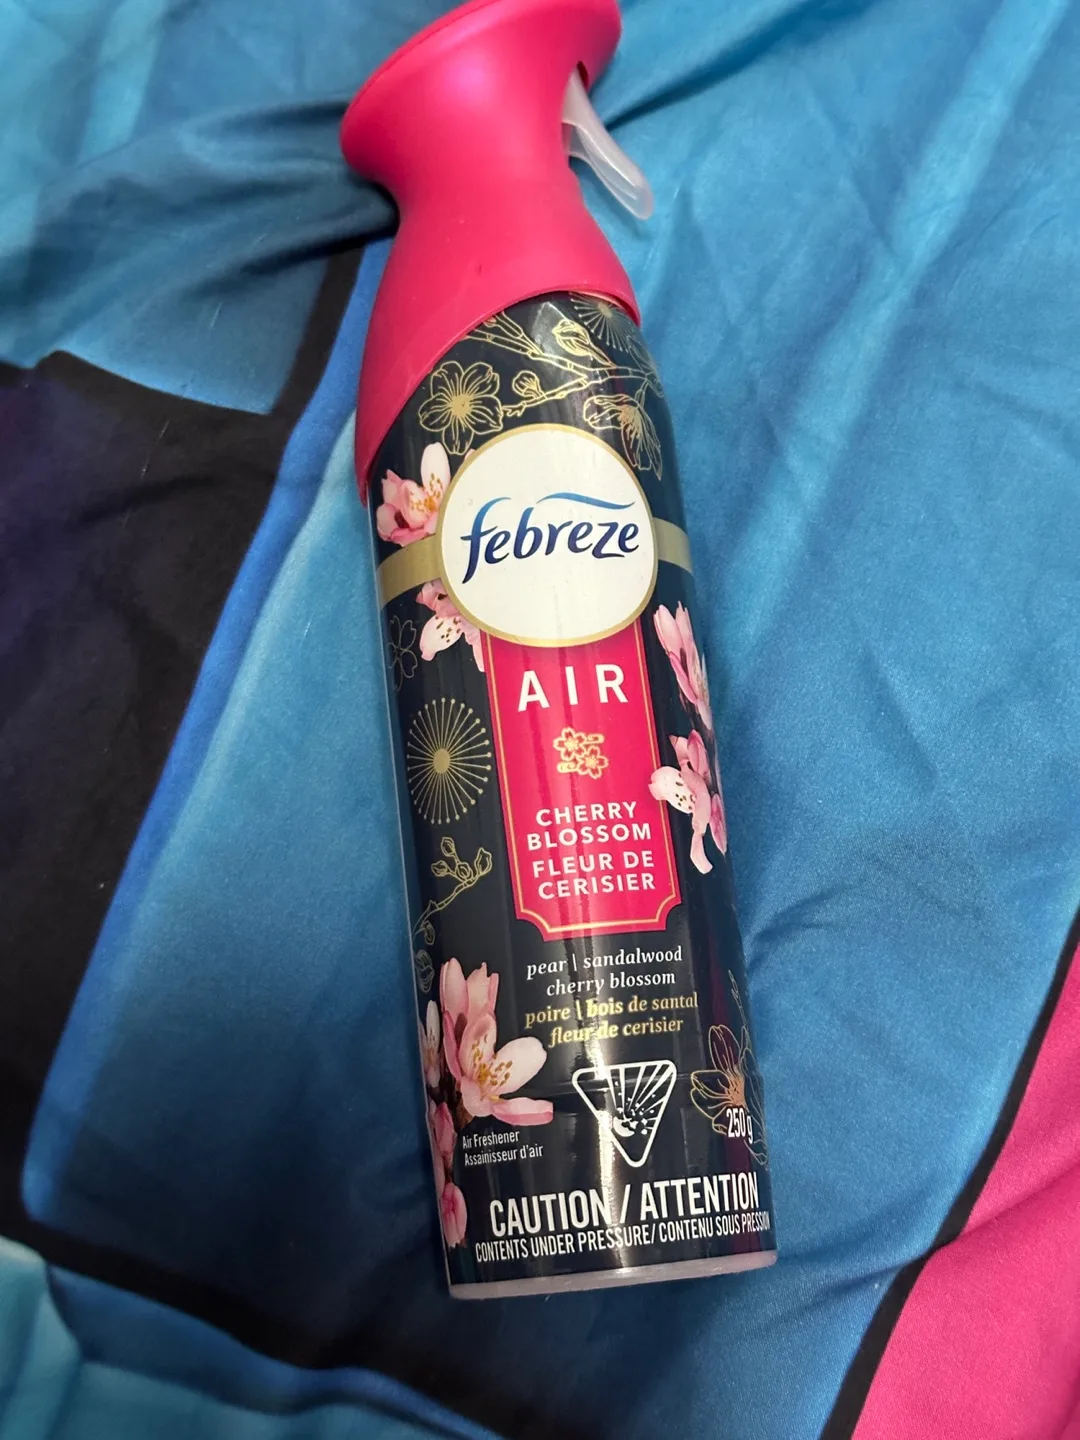 febreze
AIR
CHERRY
BLOSSOM
FLEUR DE
CERISIER
pear | sandalwood
cherry blossom
poire | bois de santal
fleur de cerisier
250 g
Air Freshener
Assainisseur d'air
CAUTION / ATTENTION
CONTENTS UNDER PRESSURE / CONTENU SOUS PRESSION